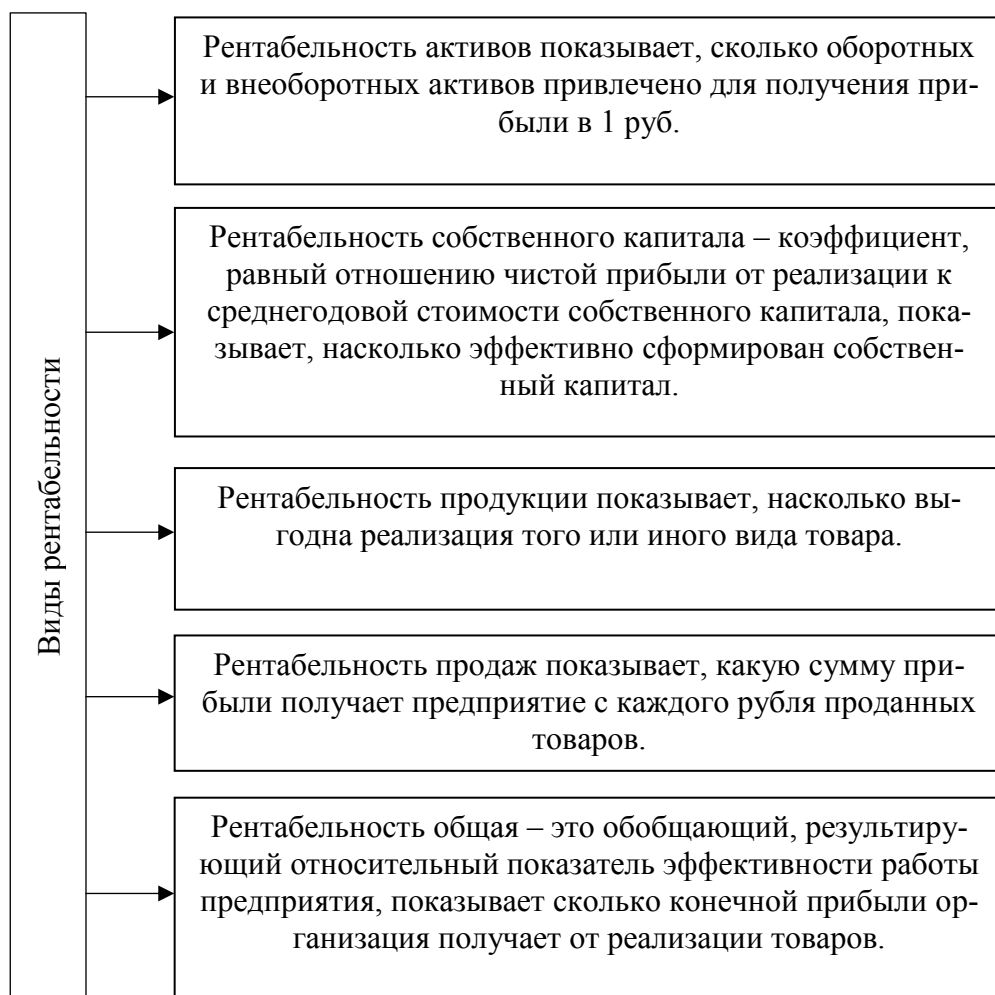 Виды рентабельности
Рентабельность активов показывает, сколько оборотных
и внеоборотных активов привлечено для получения при-
были в 1 руб.
Рентабельность собственного капитала – коэффициент,
равный отношению чистой прибыли от реализации к
среднегодовой стоимости собственного капитала, пока-
зывает, насколько эффективно сформирован собствен-
ный капитал.
Рентабельность продукции показывает, насколько вы-
годна реализация того или иного вида товара.
Рентабельность продаж показывает, какую сумму при-
были получает предприятие с каждого рубля проданных
товаров.
Рентабельность общая – это обобщающий, результиру-
ющий относительный показатель эффективности работы
предприятия, показывает сколько конечной прибыли ор-
ганизация получает от реализации товаров.